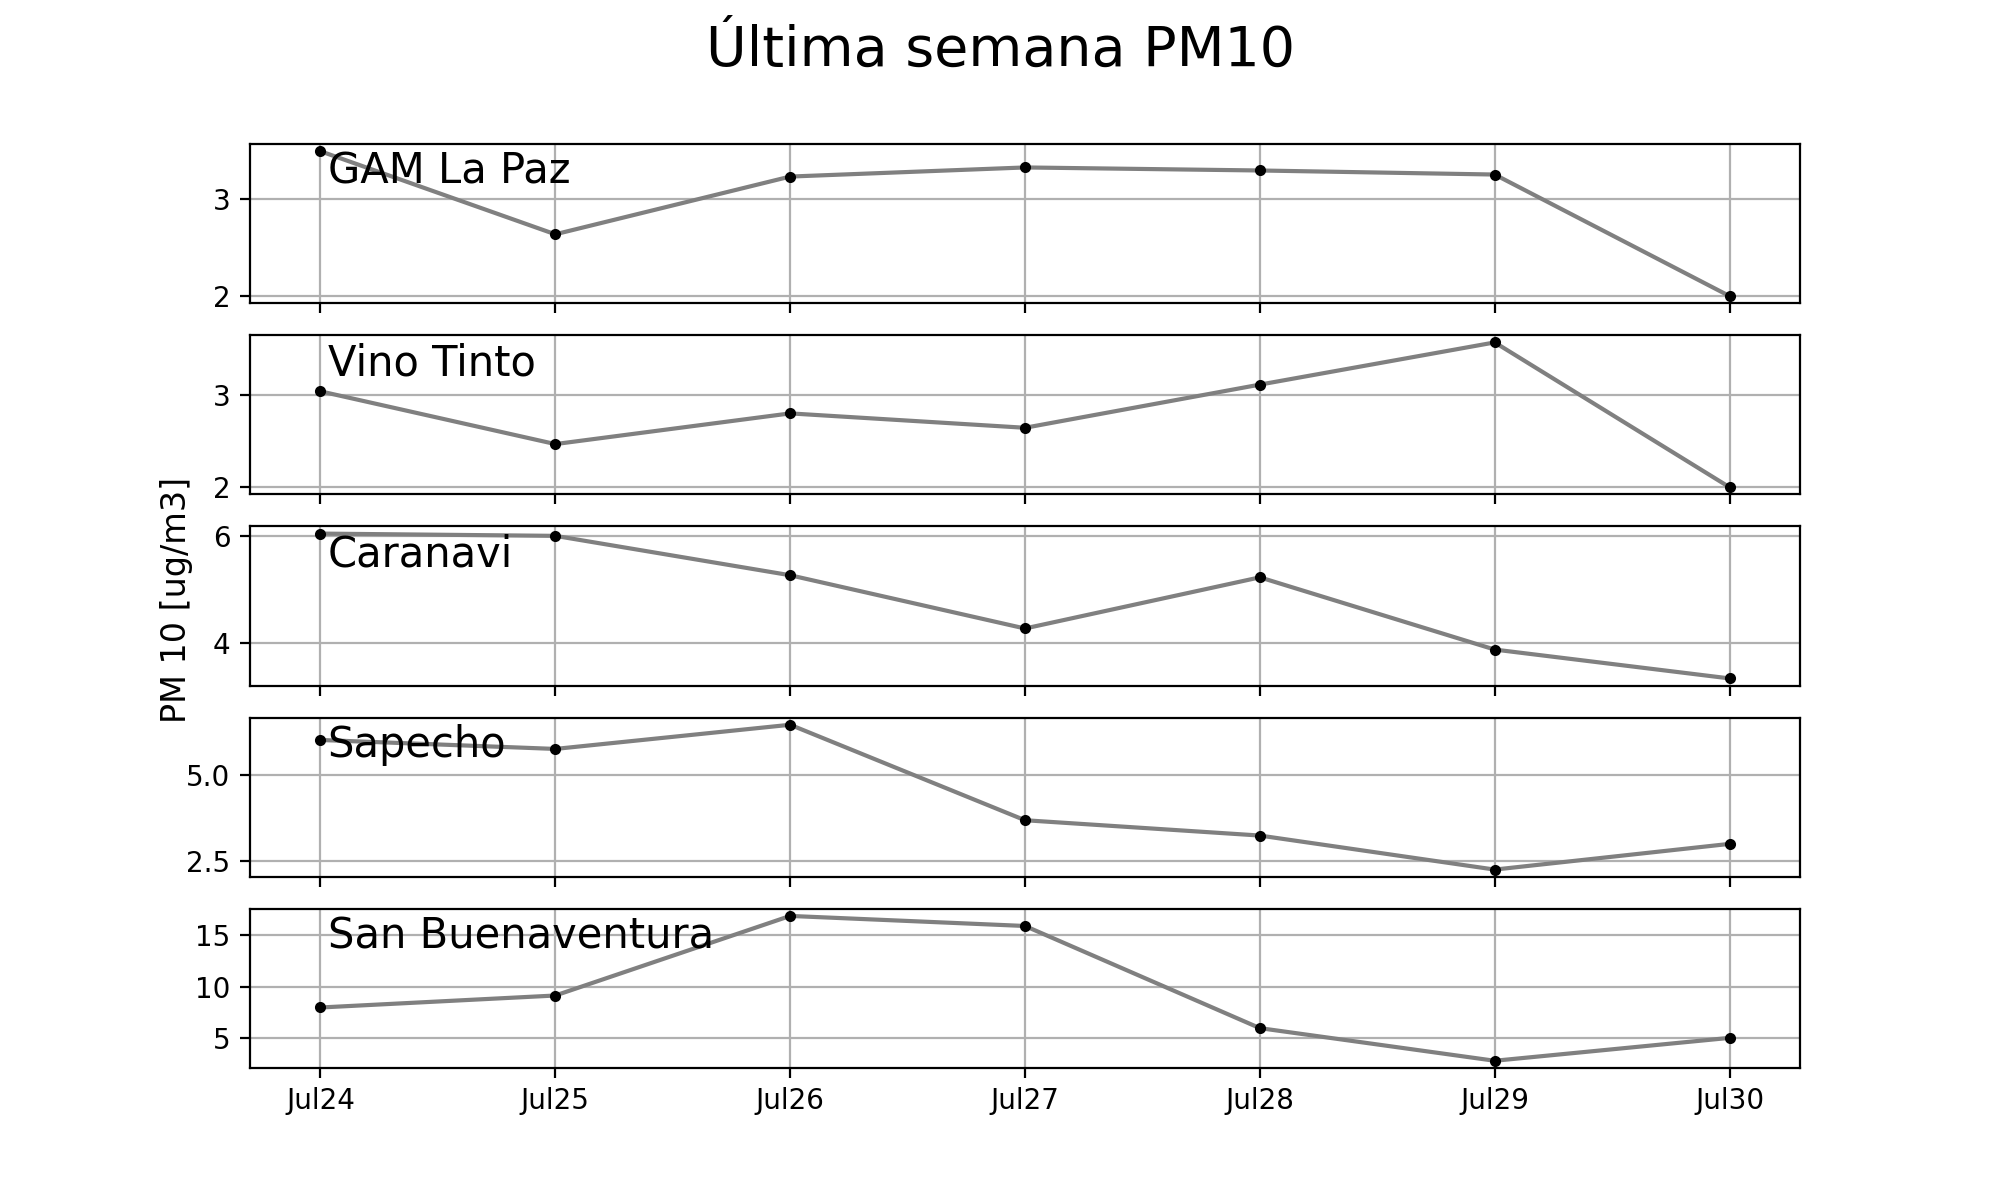 Última semana PM10
GAM La Paz
3
2
Vino Tinto
3
2
PM 10 [ug/m3]
Caranavi
6
4
Sapecho
5.0
2.5
San Buenaventura
15
10
5
Jul24 Jul25 Jul26 Jul27 Jul28 Jul29 Jul30